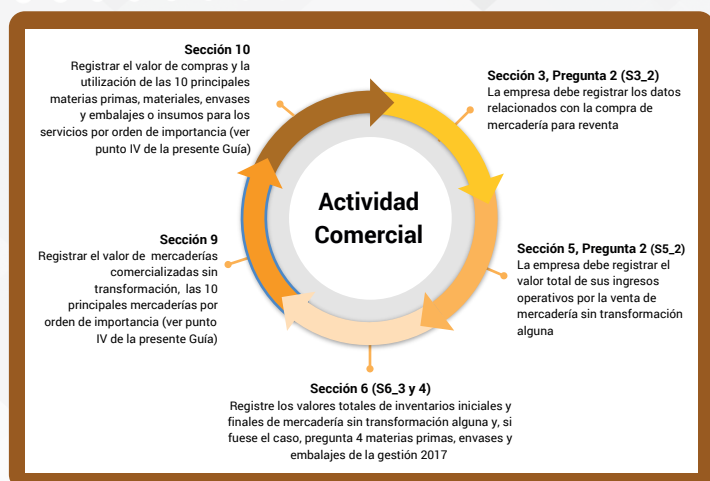 Sección 10
Registrar el valor de compras y la
utilización de las 10 principales
materias primas, materiales, envases
y embalajes o insumos para los
servicios por orden de importancia (ver
punto IV de la presente Guía)
Sección 3, Pregunta 2 (S3_2)
La empresa debe registrar los datos
relacionados con la compra de
mercadería para reventa
Actividad
Comercial
Sección 9
Registrar el valor de mercaderías
comercializadas sin
transformación, las 10
principales mercaderías por
orden de importancia (ver punto
IV de la presente Guía)
Sección 5, Pregunta 2 (S5_2)
La empresa debe registrar el
valor total de sus ingresos
operativos por la venta de
mercadería sin transformación
alguna
Sección 6 (S6_3 y 4)
Registre los valores totales de inventarios iniciales y
finales de mercadería sin transformación alguna y, si
fuese el caso, pregunta 4 materias primas, envases y
embalajes de la gestión 2017